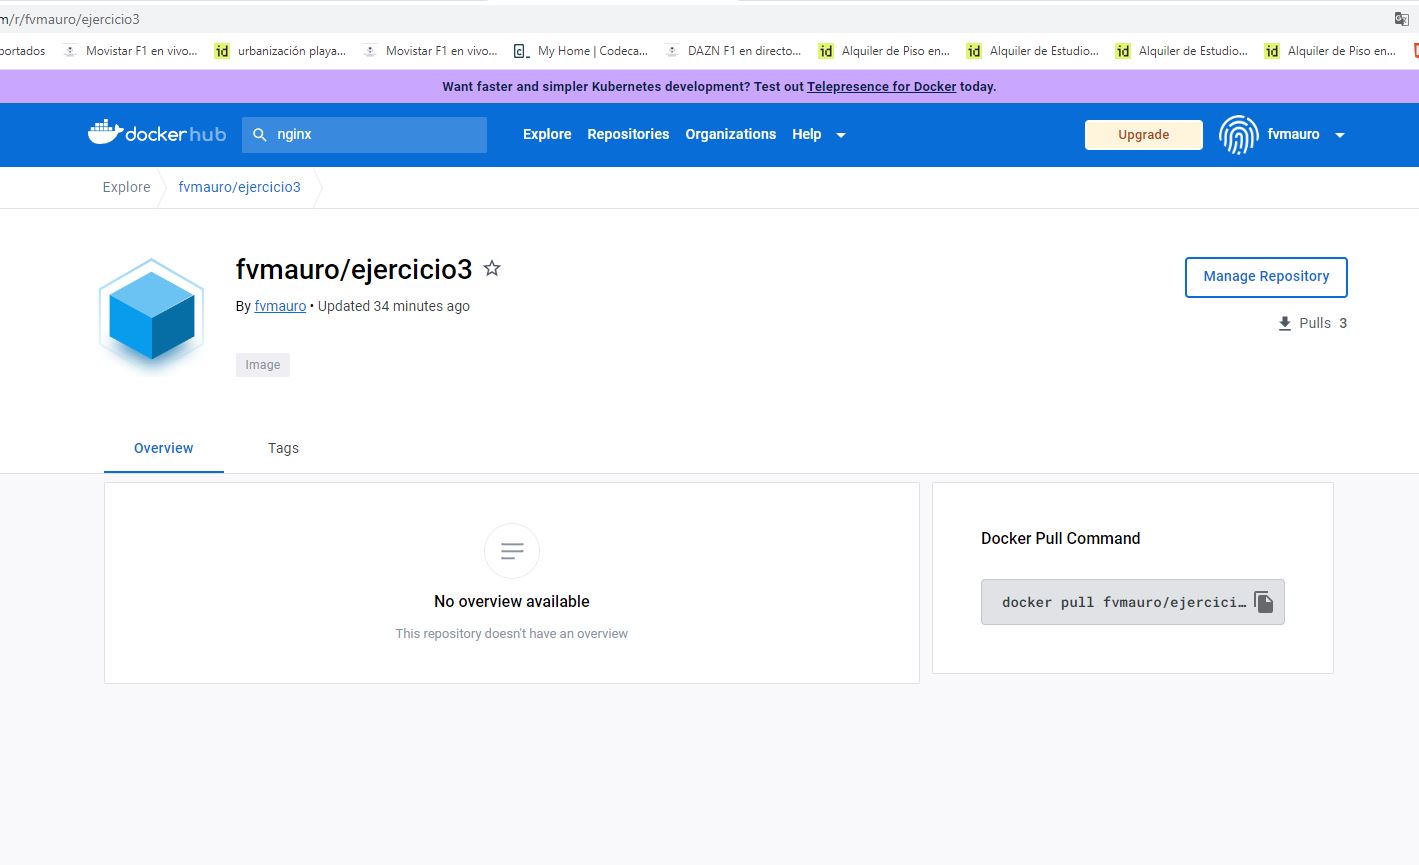 m/r/fvmauro/ejercicio3
portados Movistar F1 en vivo... urbanización playa... Movistar F1 en vivo... My Home | Codeca... DAZN F1 en directo... Alquiler de Piso en... Alquiler de Estudio... Alquiler de Estudio... Alquiler de Piso en...
Want faster and simpler Kubernetes development? Test out Telepresence for Docker today.
docker hub nginx Explore Repositories Organizations Help Upgrade fvmauro
Explore fvmauro/ejercicio3
fvmauro/ejercicio3
Manage Repository
By fvmauro • Updated 34 minutes ago
Pulls 3
Image
Overview Tags
Docker Pull Command
docker pull fvmauro/ejercici...
No overview available
This repository doesn't have an overview